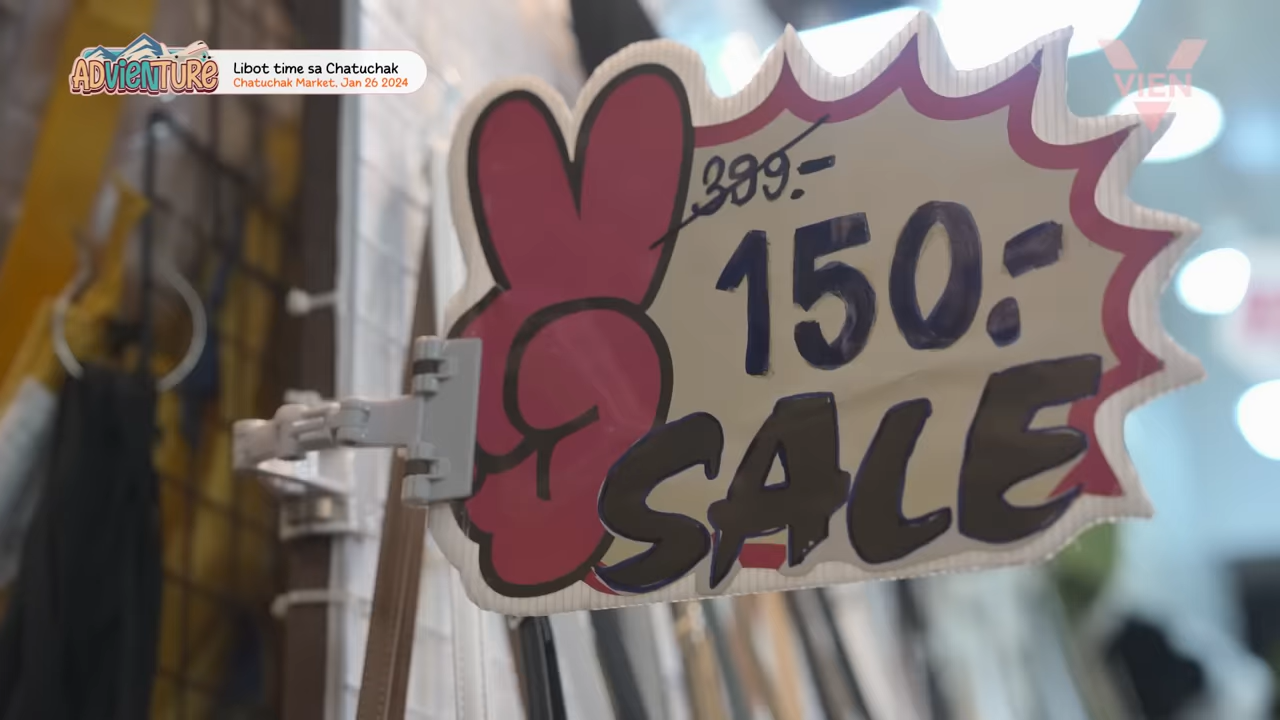 ADVIENTURE
Libot time sa Chatuchak
Chatuchak Market, Jan 26 2024
VIEN
399.-
150.-
SALE